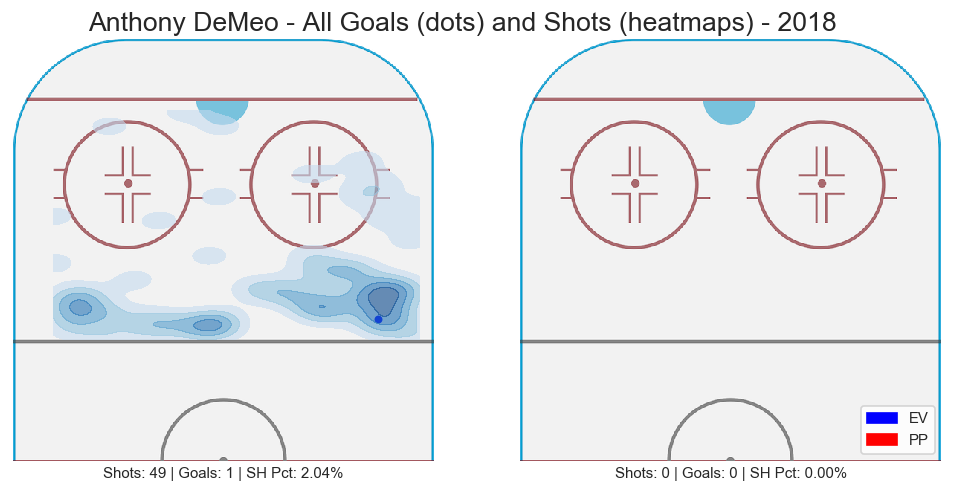 Anthony DeMeo - All Goals (dots) and Shots (heatmaps) - 2018
EV
PP
Shots: 49 | Goals: 1 | SH Pct: 2.04%
Shots: 0 | Goals: 0 | SH Pct: 0.00%